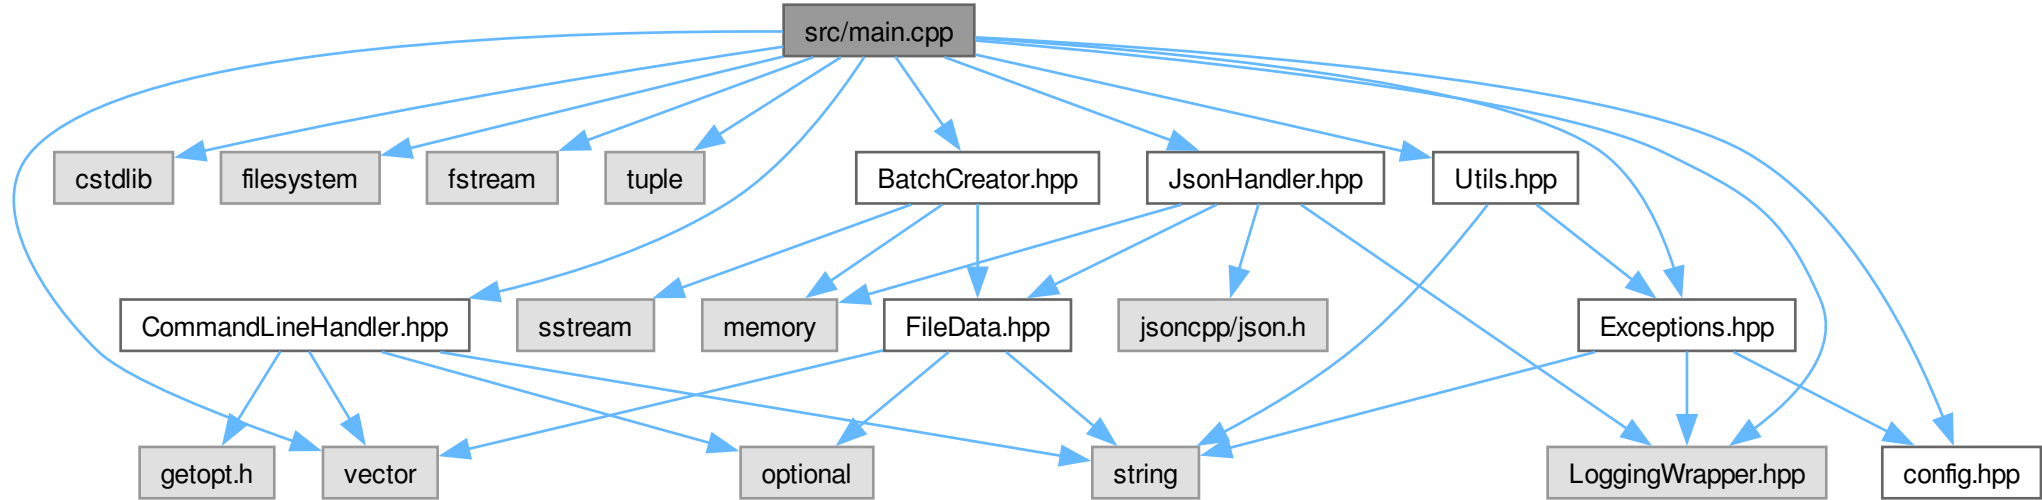 src/main.cpp
cstdlib
filesystem
fstream
tuple
BatchCreator.hpp
JsonHandler.hpp
Utils.hpp
CommandLineHandler.hpp
sstream
memory
FileData.hpp
jsoncpp/json.h
Exceptions.hpp
getopt.h
vector
optional
string
LoggingWrapper.hpp
config.hpp